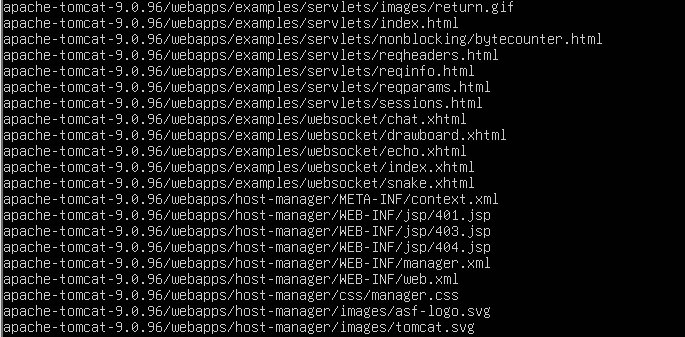 apache-tomcat-9.0.96/webapps/examples/servlets/images/return.gif
apache-tomcat-9.0.96/webapps/examples/servlets/index.html
apache-tomcat-9.0.96/webapps/examples/servlets/nonblocking/bytecounter.html
apache-tomcat-9.0.96/webapps/examples/servlets/reqheaders.html
apache-tomcat-9.0.96/webapps/examples/servlets/reqinfo.html
apache-tomcat-9.0.96/webapps/examples/servlets/reqparams.html
apache-tomcat-9.0.96/webapps/examples/servlets/sessions.html
apache-tomcat-9.0.96/webapps/examples/websocket/chat.xhtml
apache-tomcat-9.0.96/webapps/examples/websocket/drawboard.xhtml
apache-tomcat-9.0.96/webapps/examples/websocket/echo.xhtml
apache-tomcat-9.0.96/webapps/examples/websocket/index.xhtml
apache-tomcat-9.0.96/webapps/examples/websocket/snake.xhtml
apache-tomcat-9.0.96/webapps/host-manager/META-INF/context.xml
apache-tomcat-9.0.96/webapps/host-manager/WEB-INF/jsp/401.jsp
apache-tomcat-9.0.96/webapps/host-manager/WEB-INF/jsp/403.jsp
apache-tomcat-9.0.96/webapps/host-manager/WEB-INF/jsp/404.jsp
apache-tomcat-9.0.96/webapps/host-manager/WEB-INF/manager.xml
apache-tomcat-9.0.96/webapps/host-manager/WEB-INF/web.xml
apache-tomcat-9.0.96/webapps/host-manager/css/manager.css
apache-tomcat-9.0.96/webapps/host-manager/images/asf-logo.svg
apache-tomcat-9.0.96/webapps/host-manager/images/tomcat.svg